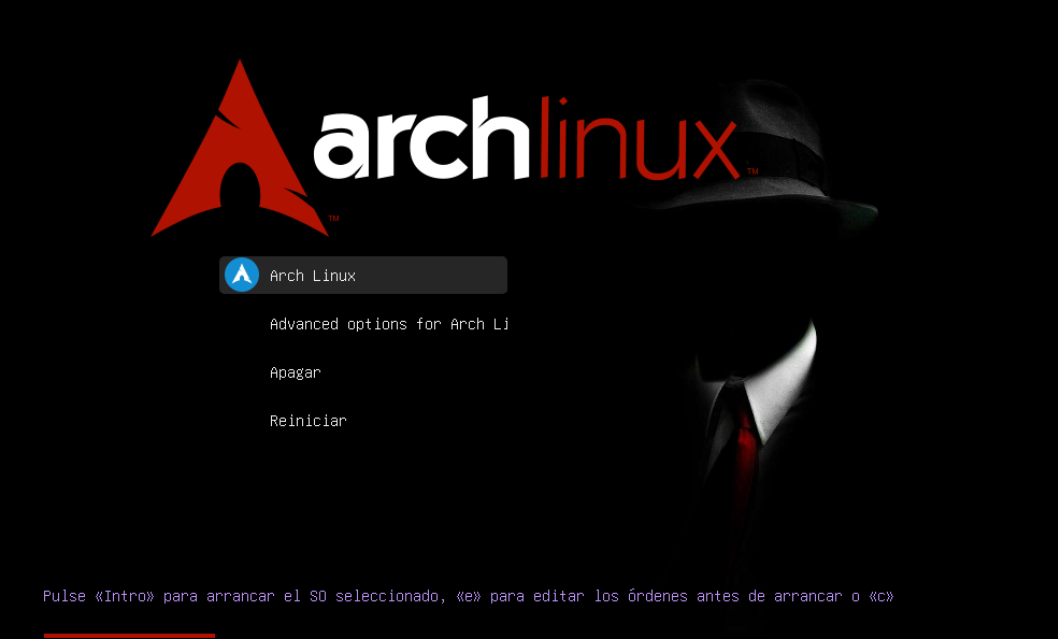 archlinux™
™
Arch Linux
Advanced options for Arch Li
Apagar
Reiniciar
Pulse «Intro» para arrancar el SO seleccionado, «e» para editar los órdenes antes de arrancar o «c»